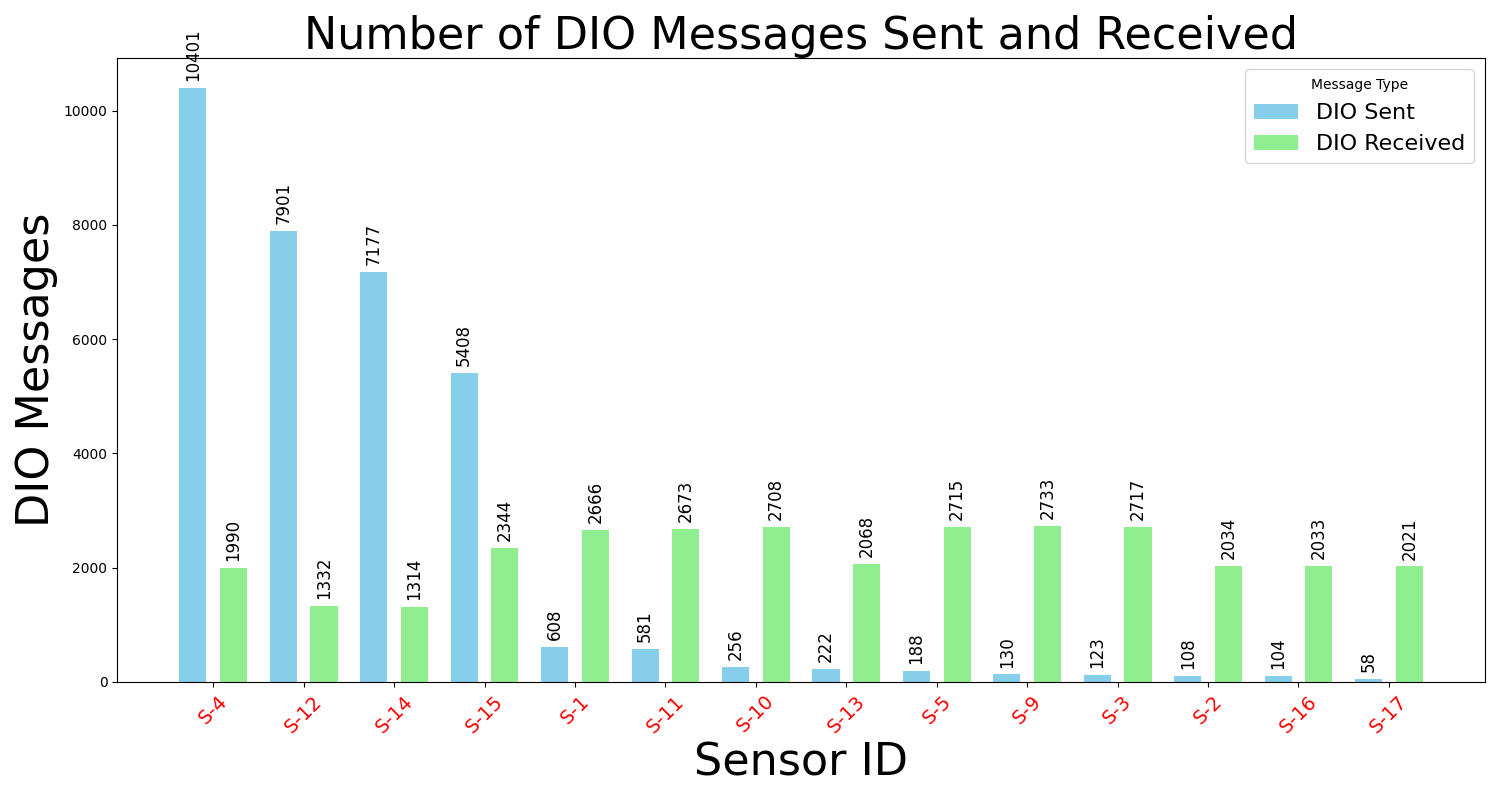 Number of DIO Messages Sent and Received
Message Type
DIO Sent
DIO Received
DIO Messages
10000
8000
6000
4000
2000
0
10401
1990
7901
1332
7177
1314
5408
2344
608
2666
581
2673
256
2708
222
2068
188
2715
130
2733
123
2717
108
2034
104
2033
58
2021
S-4
S-12
S-14
S-15
S-1
S-11
S-10
S-13
S-5
S-9
S-3
S-2
S-16
S-17
Sensor ID